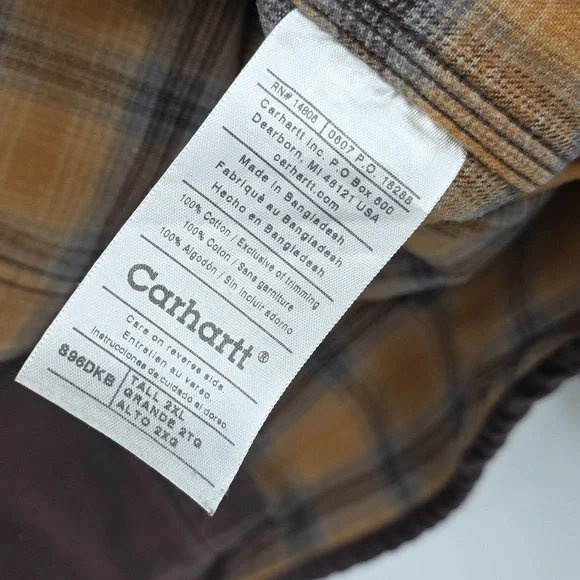 RN# 14806 | 0607 P.O. 18288
Carhartt Inc. P.O Box 600
Dearborn, MI 48121 USA
carhartt.com
Made in Bangladesh
Fabriqué au Bangladesh
Hecho en Bangladesh
100% Cotton / Exclusive of trimming
100% Coton / Sans garniture
100% Algodón / Sin incluir adorno
Carhartt®
Care on reverse side
Entretien au verso
Instrucciones de cuidado al dorso.
S96DKB
TALL 2XL
GRANDE 2TG
ALTO 2XG